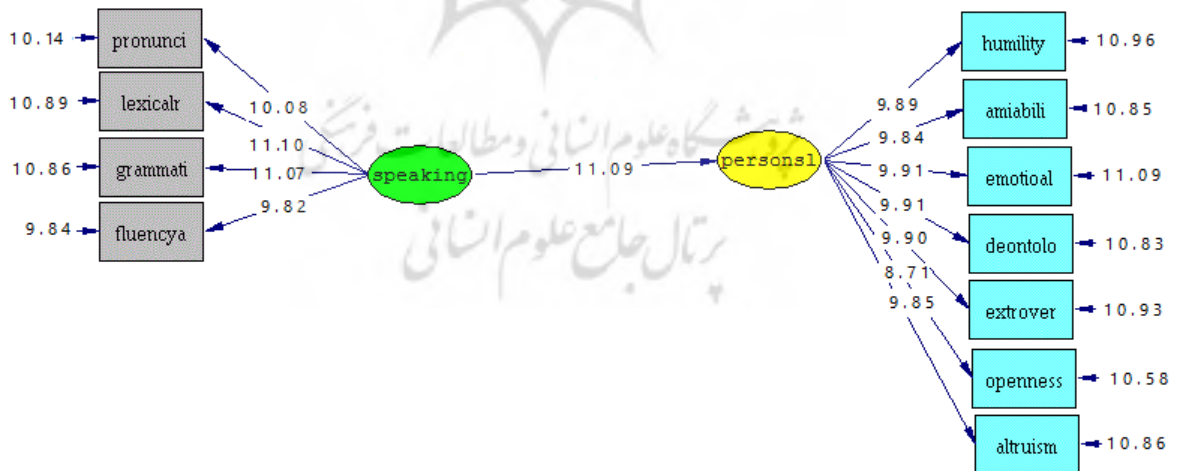 10.14
pronunci
10.89
lexicalr
10.86
grammati
9.84
fluencya
10.08
11.10
11.07
9.82
speaking
11.09
personsl
9.89
9.84
9.91
9.91
9.90
8.71
9.85
humility
10.96
amiabili
10.85
emotioal
11.09
deontolo
10.83
extrover
10.93
openness
10.58
altruism
10.86
پژوهشگاه علوم انسانی و مطالعات فرهنگی
پرتال جامع علوم انسانی